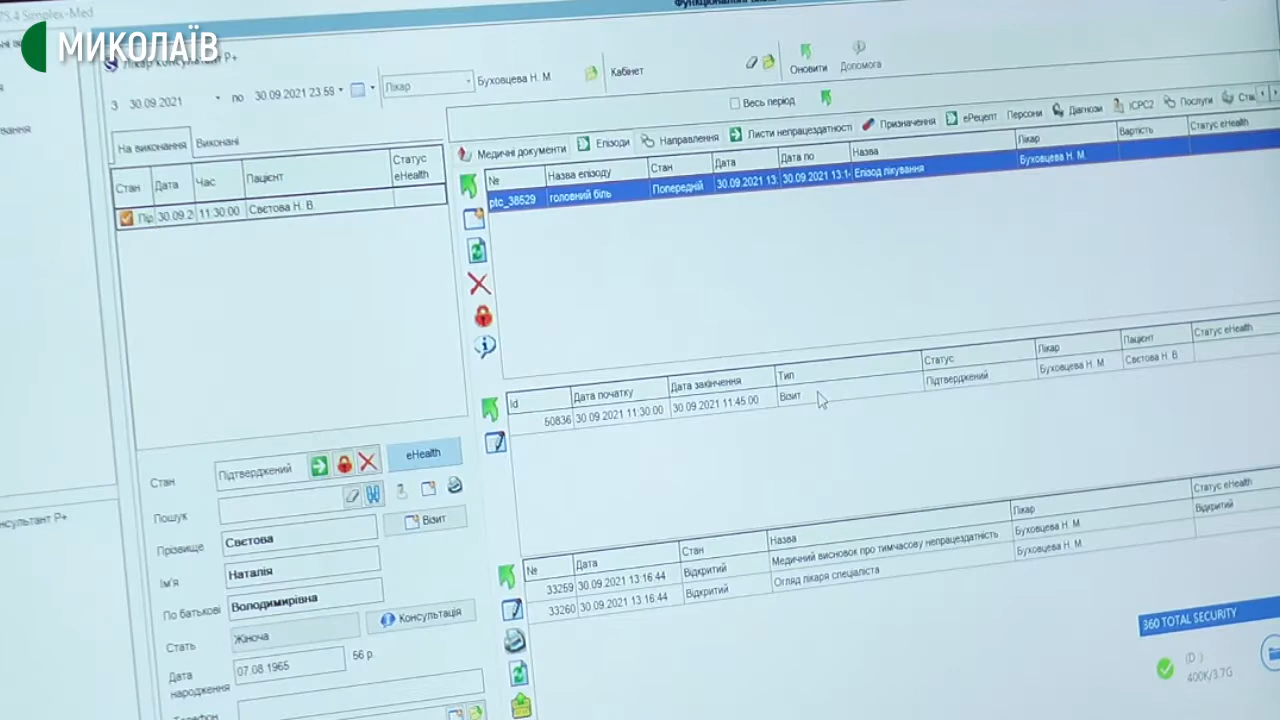 75.4 Simplex-Med
МИКОЛАЇВ
Лікар консультант Р+
З 30.09.2021 по 30.09.2021 23:59 Лікар Буховцева Н. М. Кабінет Оновити Допомога
Весь період
На виконання Виконані
Медичні документи Епізоди Направлення Листи непрацездатності Призначення еРецепт Персони Діагнози ICPC2 Послуги
Стан Дата Час Пацієнт Статус eHealth
30.09.2 11:30:00 Свєтова Н. В.
№ Назва епізоду Стан Дата Дата по Назва Лікар Вартість Статус eHealth
ptc_38529 головний біль Попередній 30.09.2021 13: 30.09.2021 13:1 Епізод лікування Буховцева Н. М.
Id Дата початку Дата закінчення Тип Статус Лікар Пацієнт Статус eHealth
50836 30.09.2021 11:30:00 30.09.2021 11:45:00 Візит Підтверджений Буховцева Н. М. Свєтова Н. В.
№ Дата Стан Назва Лікар Статус eHealth
33259 30.09.2021 13:16:44 Відкритий Медичний висновок про тимчасову непрацездатність Буховцева Н. М. Відкритий
33260 30.09.2021 13:16:44 Відкритий Огляд лікаря спеціаліста Буховцева Н. М.
Стан Підтверджений eHealth
Пошук
Візит
Прізвище Свєтова
Ім'я Наталія
По батькові Володимирівна
Стать Жіноча Консультація
Дата народження 07.08.1965 56 р.
Телефон
360 TOTAL SECURITY
(D:)
400K/3.7G